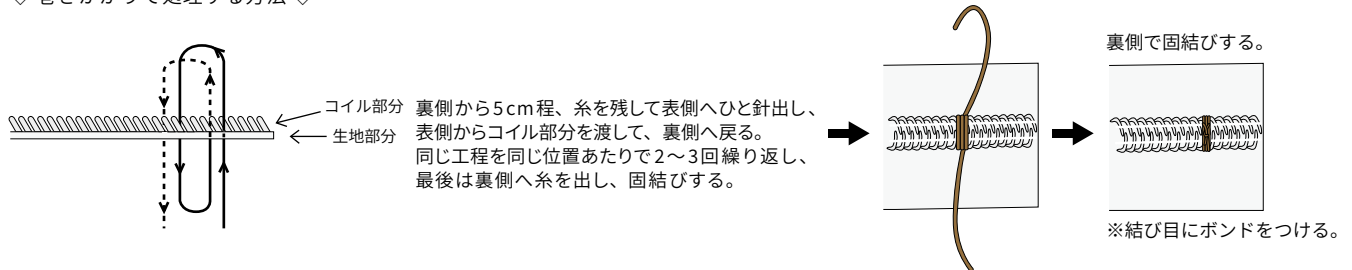 ◇ 巻きかがりで処理する方法 ◇
コイル部分
生地部分
裏側から5cm程、糸を残して表側へひと針出し、
表側からコイル部分を渡して、裏側へ戻る。
同じ工程を同じ位置あたりで2～3回繰り返し、
最後は裏側へ糸を出し、固結びする。
裏側で固結びする。
※結び目にボンドをつける。